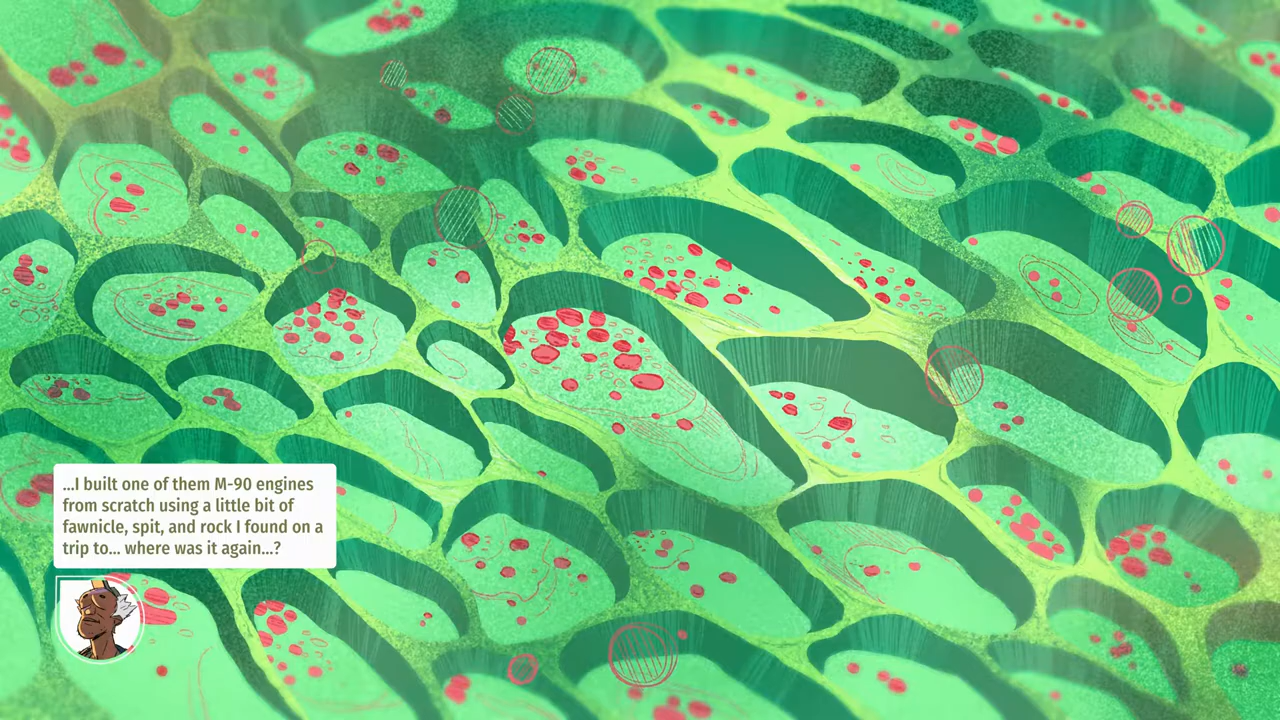 ...I built one of them M-90 engines
from scratch using a little bit of
fawnicle, spit, and rock I found on a
trip to... where was it again...?